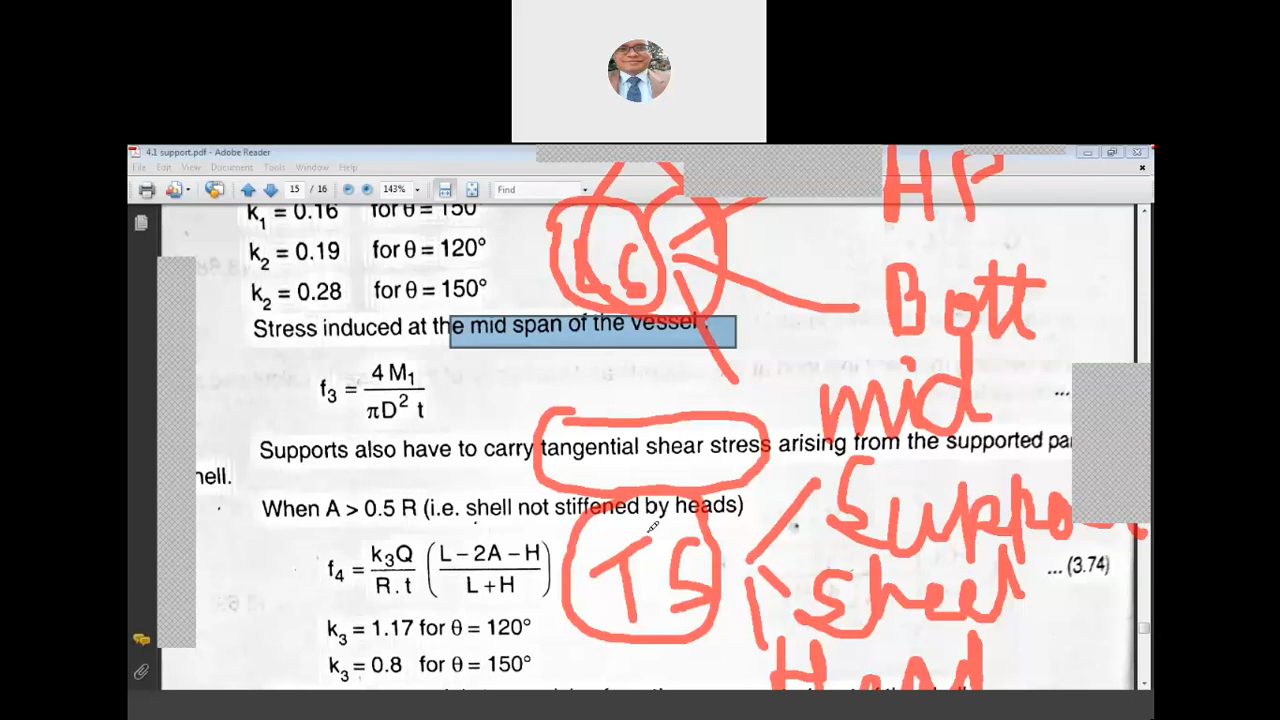 4.1 support.pdf - Adobe Reader
File Edit View Document Tools Window Help
15 / 16 143% Find
HP
k1 = 0.16 for θ = 150
k2 = 0.19 for θ = 120°
k2 = 0.28 for θ = 150°
LS
Bott
Stress induced at the mid span of the vessel :
f3 = 4 M1 / πD² t ...
mid
Supports also have to carry tangential shear stress arising from the supported
hell.
When A > 0.5 R (i.e. shell not stiffened by heads)
Support
f4 = k3Q / R . t ( L – 2A – H / L + H ) ... (3.74)
TS
Sheel
k3 = 1.17 for θ = 120°
k3 = 0.8 for θ = 150°
Head